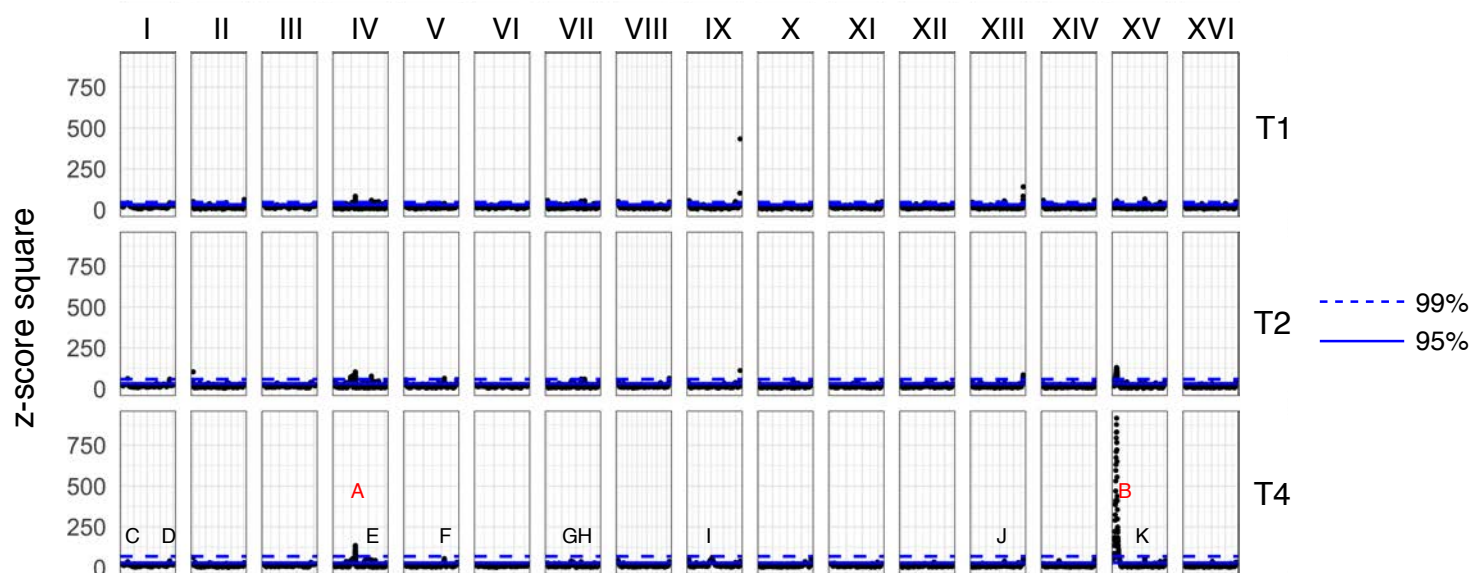 I II III IV V VI VII VIII IX X XI XII XIII XIV XV XVI
750
500
250
0
T1
z-score square
750
500
250
0
T2
99%
95%
750
500
250
0
T4
A B
C D E F GH I J K